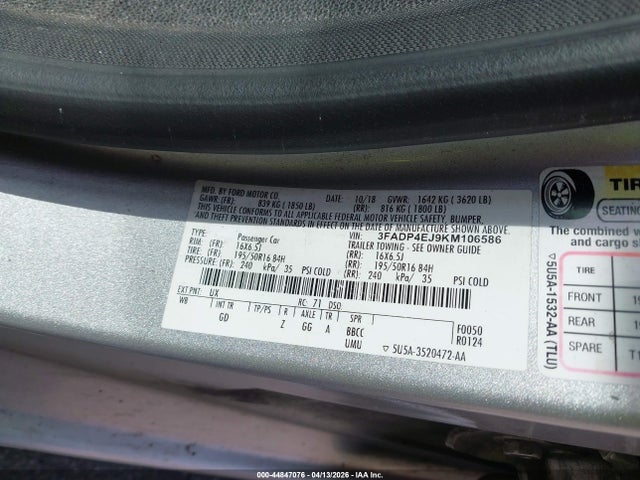 MFD. BY FORD MOTOR CO.
DATE: 10/18 GVWR: 1642 KG ( 3620 LB)
GAWR: (FR): 839 KG ( 1850 LB) (RR): 816 KG ( 1800 LB)
THIS VEHICLE CONFORMS TO ALL APPLICABLE FEDERAL MOTOR VEHICLE SAFETY, BUMPER,
AND THEFT PREVENTION STANDARDS IN EFFECT ON THE DATE OF MANUFACTURE SHOWN ABOVE.
VIN: 3FADP4EJ9KM106586
TYPE: Passenger Car TRAILER TOWING - SEE OWNER GUIDE
RIM: (FR): 16X6.5J (RR): 16X6.5J
TIRE: (FR): 195/50R16 84H (RR): 195/50R16 84H
PRESSURE: (FR): 240 kPa/ 35 PSI COLD (RR): 240 kPa/ 35 PSI COLD
EXT PNT: UX RC: 71 DSO:
WB INT TR TP/PS R AXLE TR SPR
GD Z GG A BBCC
UMU
F0050
R0124
▽ 5U5A-3520472-AA
TIR
SEATING
The combined w
and cargo s
TIRE
FRONT
REAR
SPARE
▽ 5U5A-1532-AA (TLU)
000-44847076 - 04/13/2026 - IAA Inc.